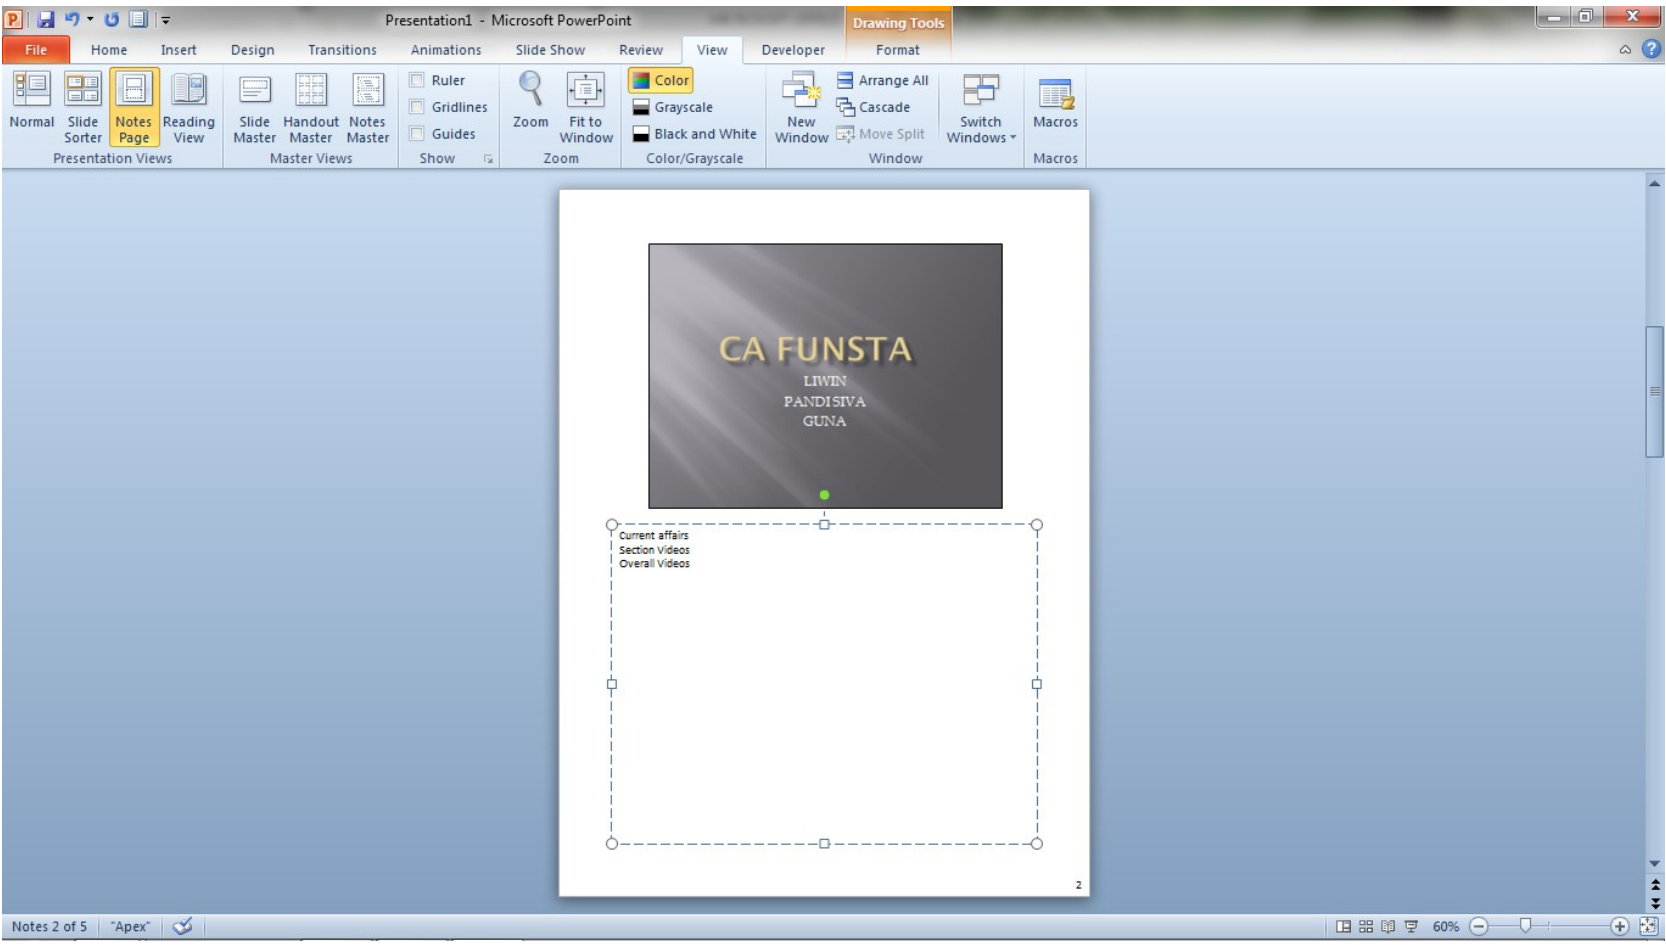 Presentation1 - Microsoft PowerPoint
Drawing Tools
File Home Insert Design Transitions Animations Slide Show Review View Developer Format
Normal
Slide Sorter
Notes Page
Reading View
Presentation Views
Slide Master
Handout Master
Notes Master
Master Views
Ruler
Gridlines
Guides
Show
Zoom
Fit to Window
Zoom
Color
Grayscale
Black and White
Color/Grayscale
New Window
Arrange All
Cascade
Move Split
Switch Windows
Window
Macros
Macros
CA FUNSTA
LIWIN
PANDISIVA
GUNA
Current affairs
Section Videos
Overall Videos
2
Notes 2 of 5 "Apex" 60%